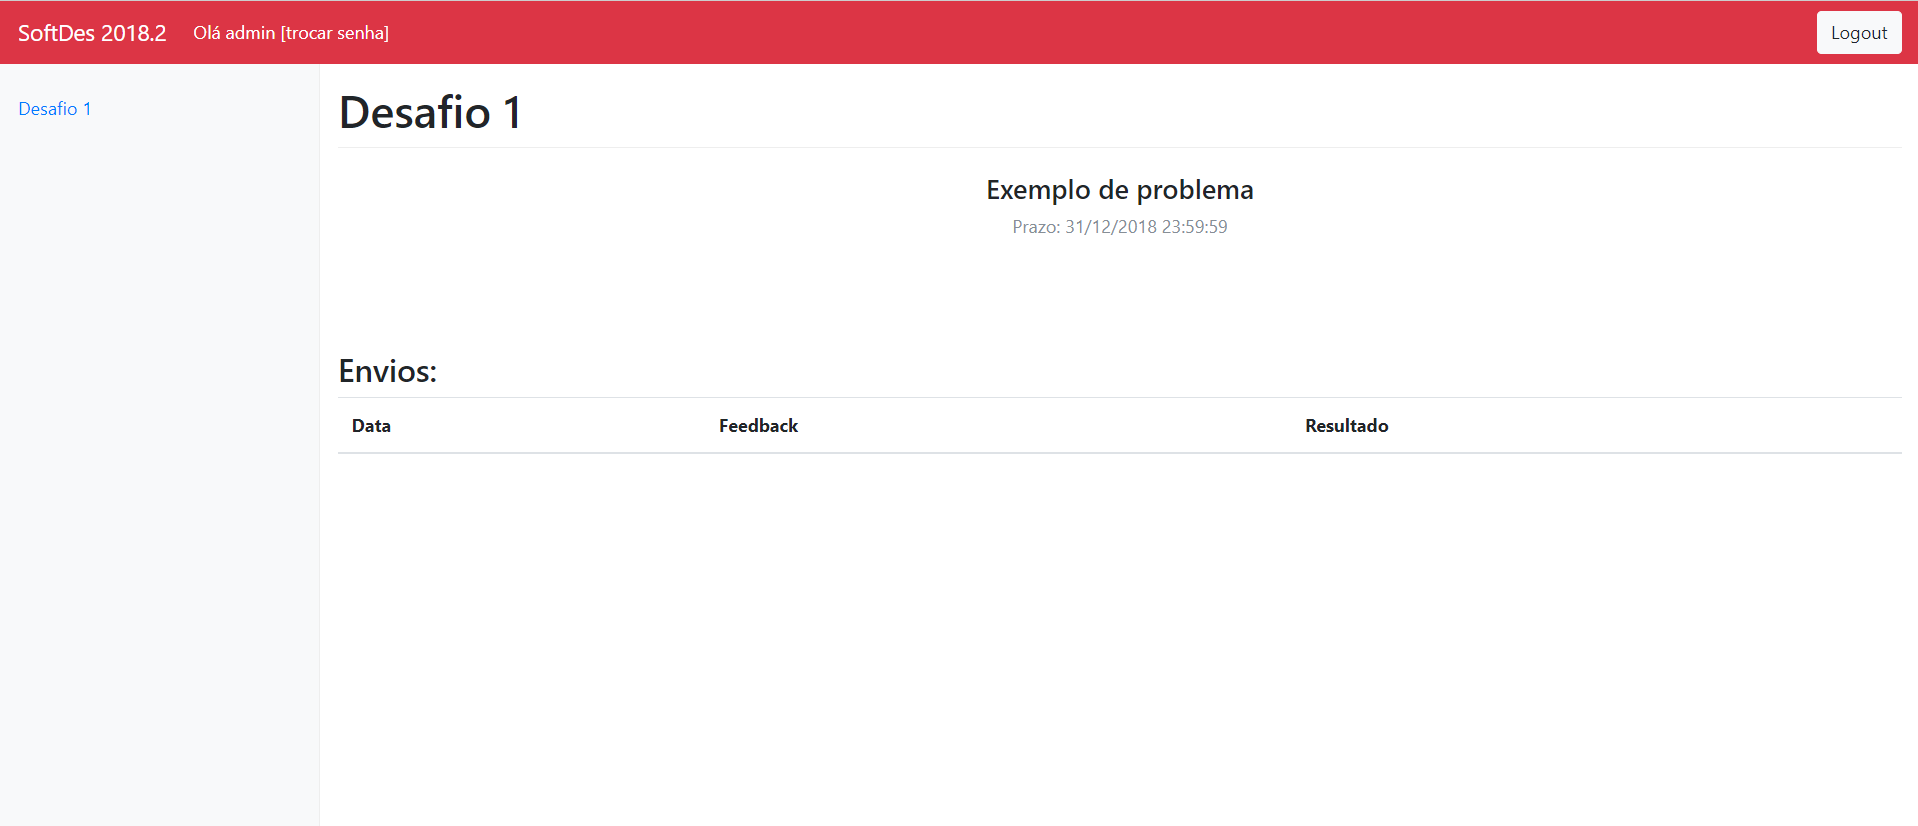 SoftDes 2018.2 Olá admin [trocar senha] Logout
Desafio 1
Desafio 1
Exemplo de problema
Prazo: 31/12/2018 23:59:59
Envios:
Data Feedback Resultado